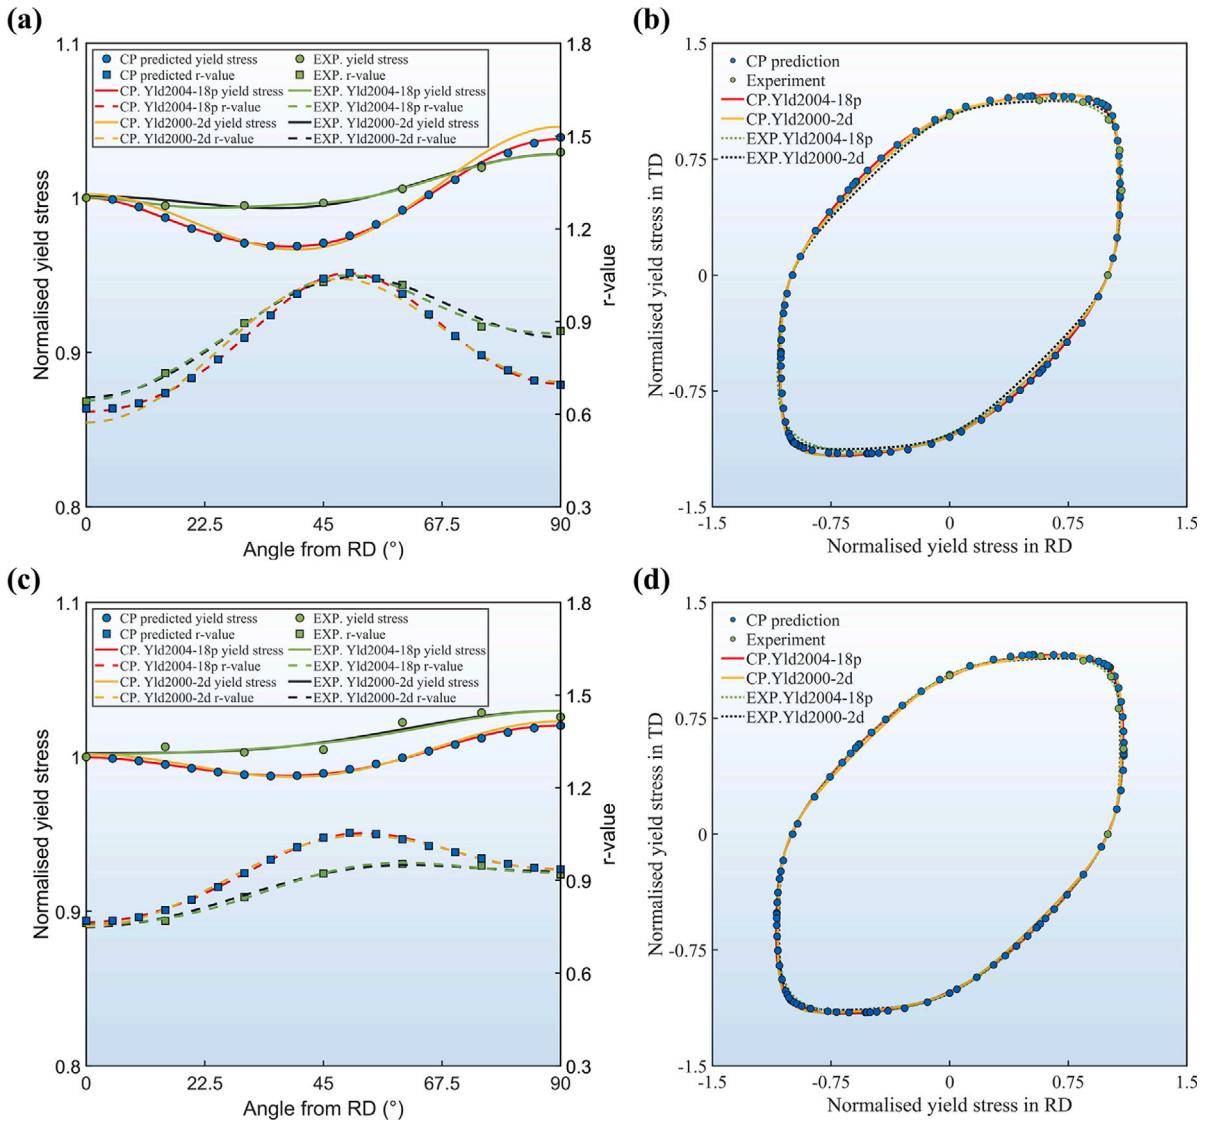 (a)
1.1
1
0.9
0.8
Normalised yield stress
CP predicted yield stress
CP predicted r-value
CP. Yld2004-18p yield stress
CP. Yld2004-18p r-value
CP. Yld2000-2d yield stress
CP. Yld2000-2d r-value
EXP. yield stress
EXP. r-value
EXP. Yld2004-18p yield stress
EXP. Yld2004-18p r-value
EXP. Yld2000-2d yield stress
EXP. Yld2000-2d r-value
1.8
1.5
1.2
0.9
0.6
0.3
r-value
0
22.5
45
67.5
90
Angle from RD (°)
(b)
1.5
0.75
0
-0.75
-1.5
Normalised yield stress in TD
CP prediction
Experiment
CP.Yld2004-18p
CP.Yld2000-2d
EXP.Yld2004-18p
EXP.Yld2000-2d
-1.5
-0.75
0
0.75
1.5
Normalised yield stress in RD
(c)
1.1
1
0.9
0.8
Normalised yield stress
CP predicted yield stress
CP predicted r-value
CP. Yld2004-18p yield stress
CP. Yld2004-18p r-value
CP. Yld2000-2d yield stress
CP. Yld2000-2d r-value
EXP. yield stress
EXP. r-value
EXP. Yld2004-18p yield stress
EXP. Yld2004-18p r-value
EXP. Yld2000-2d yield stress
EXP. Yld2000-2d r-value
1.8
1.5
1.2
0.9
0.6
0.3
r-value
0
22.5
45
67.5
90
Angle from RD (°)
(d)
1.5
0.75
0
-0.75
-1.5
Normalised yield stress in TD
CP prediction
Experiment
CP.Yld2004-18p
CP.Yld2000-2d
EXP.Yld2004-18p
EXP.Yld2000-2d
-1.5
-0.75
0
0.75
1.5
Normalised yield stress in RD